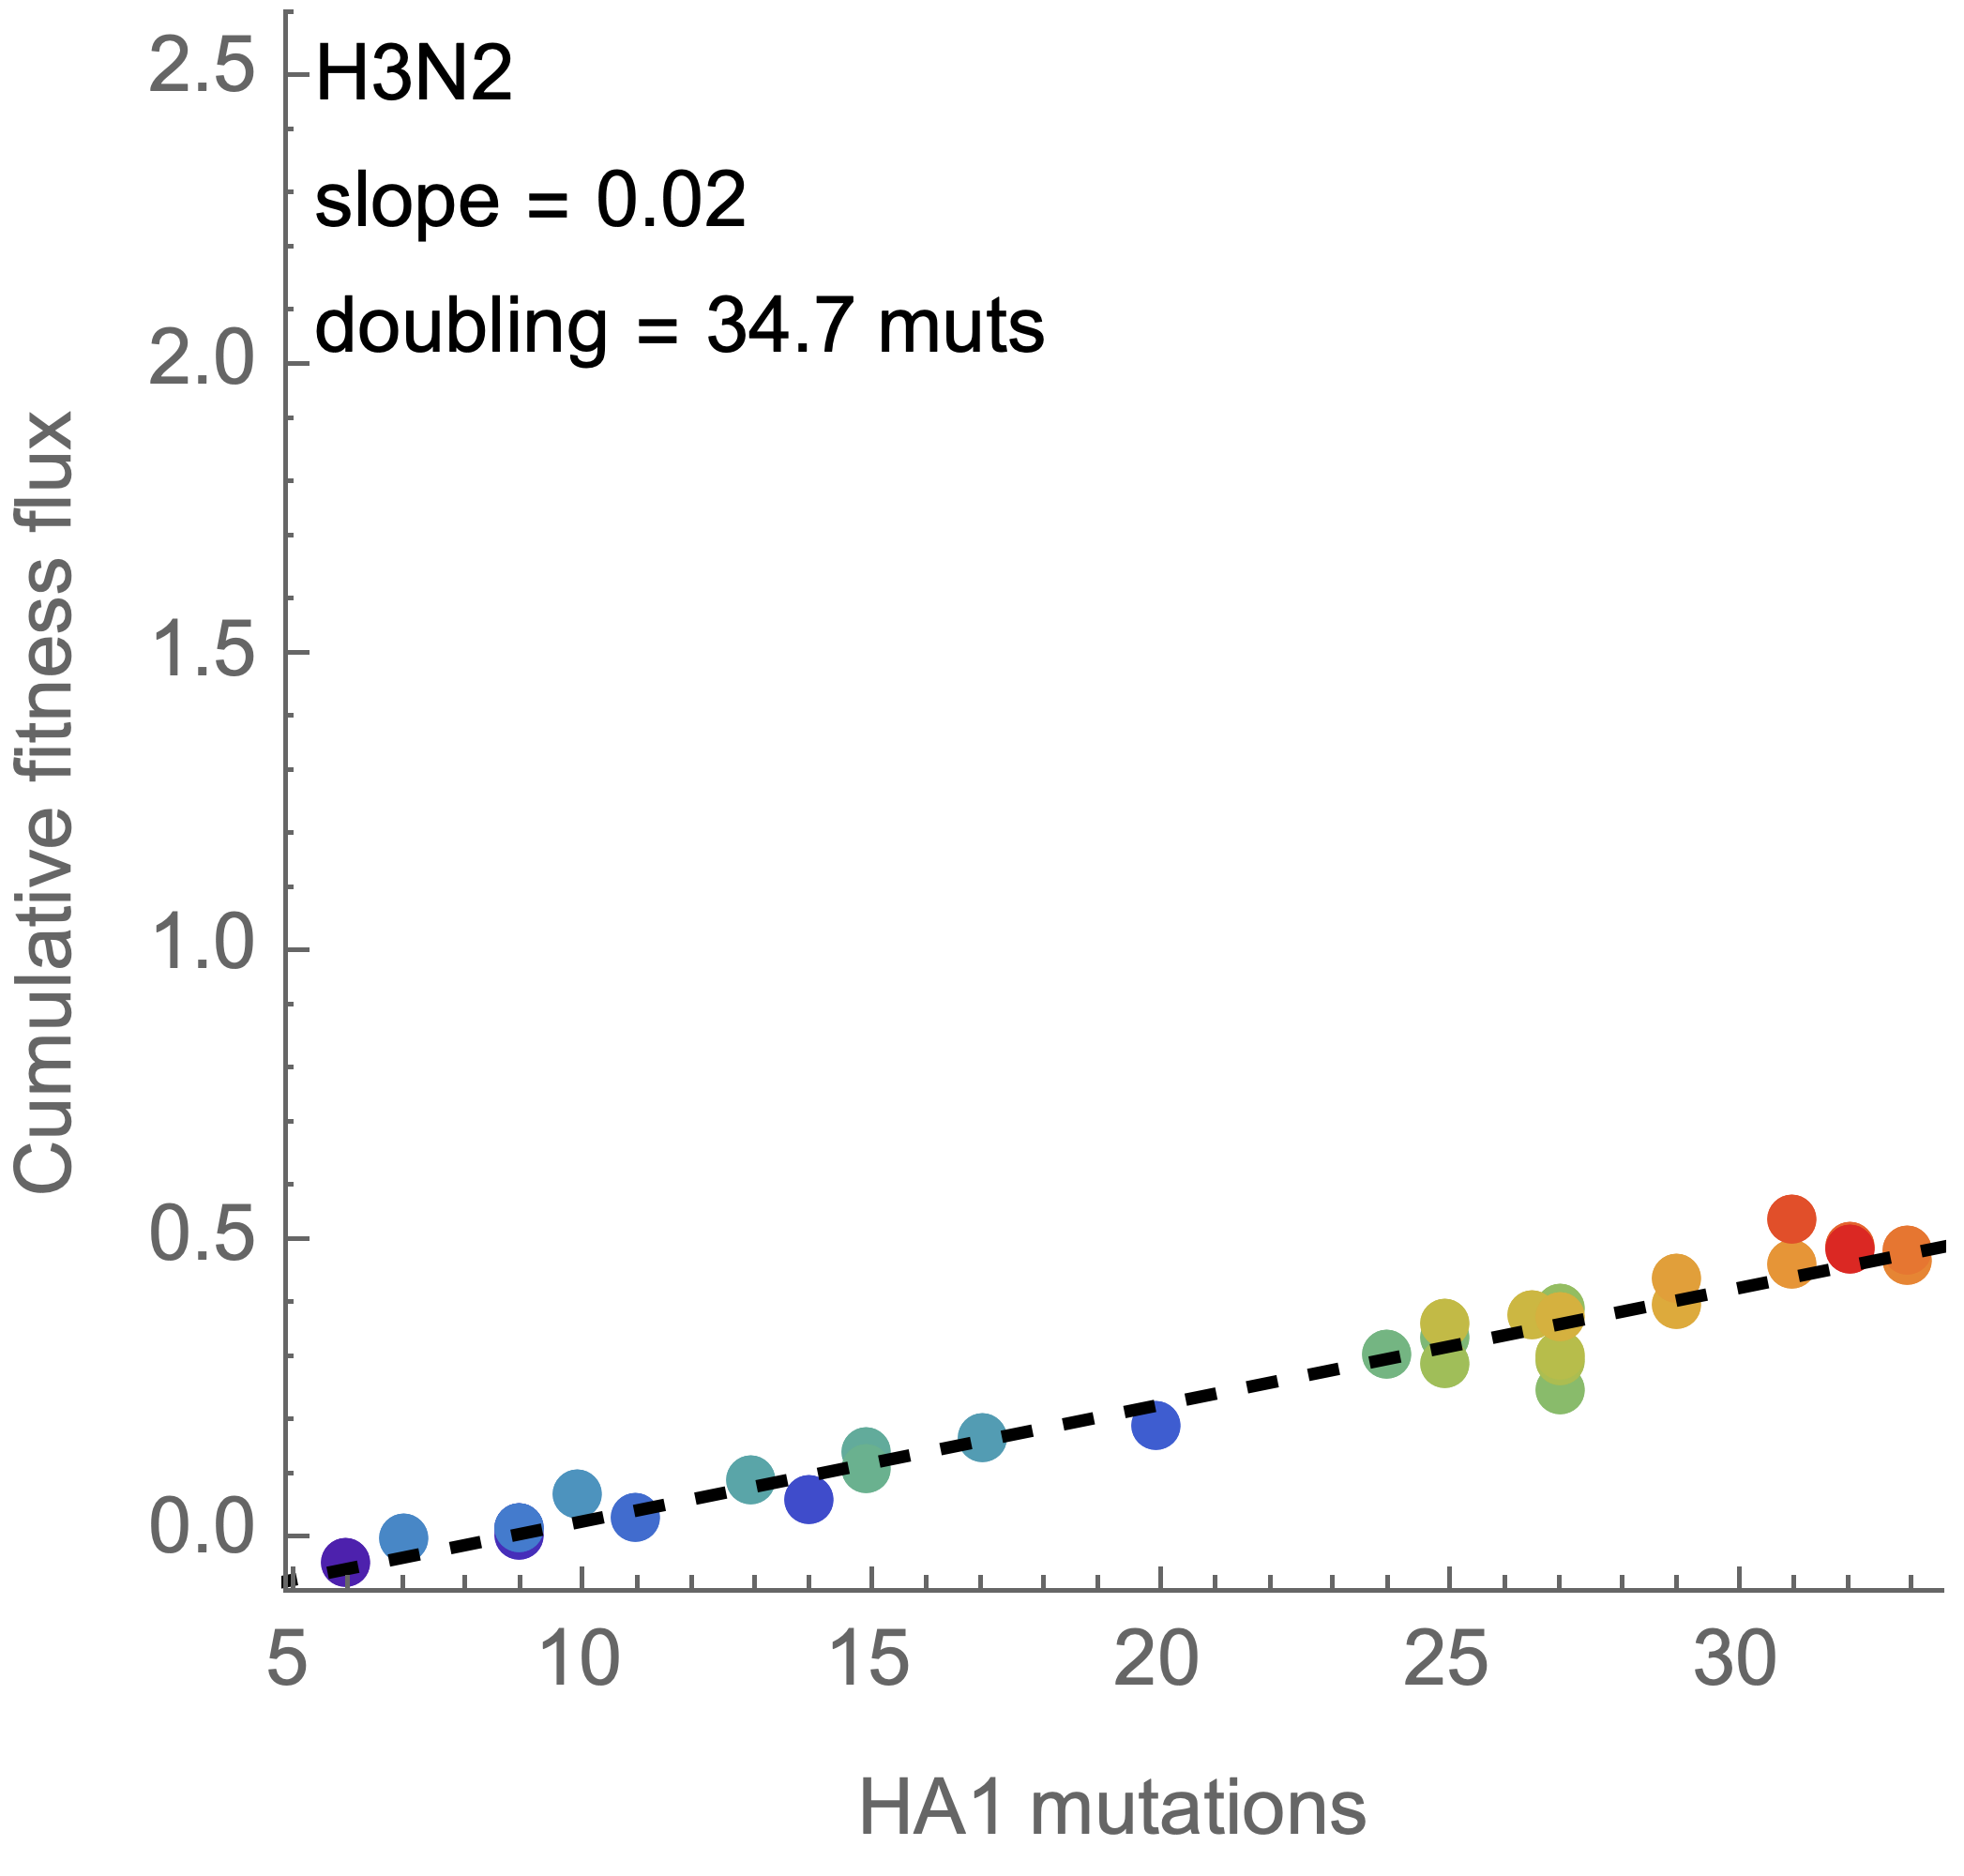 H3N2
slope = 0.02
doubling = 34.7 muts
Cumulative fitness flux
2.5
2.0
1.5
1.0
0.5
0.0
5 10 15 20 25 30
HA1 mutations